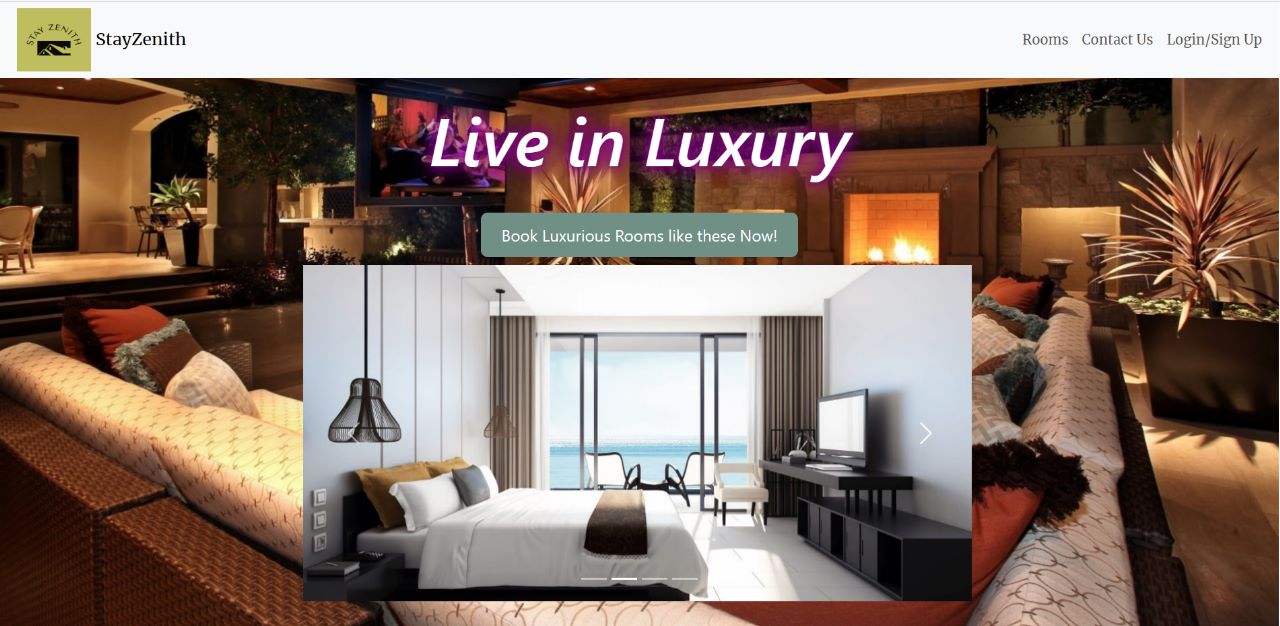 STAY ZENITH
StayZenith
Rooms
Contact Us
Login/Sign Up
Live in Luxury
Book Luxurious Rooms like these Now!